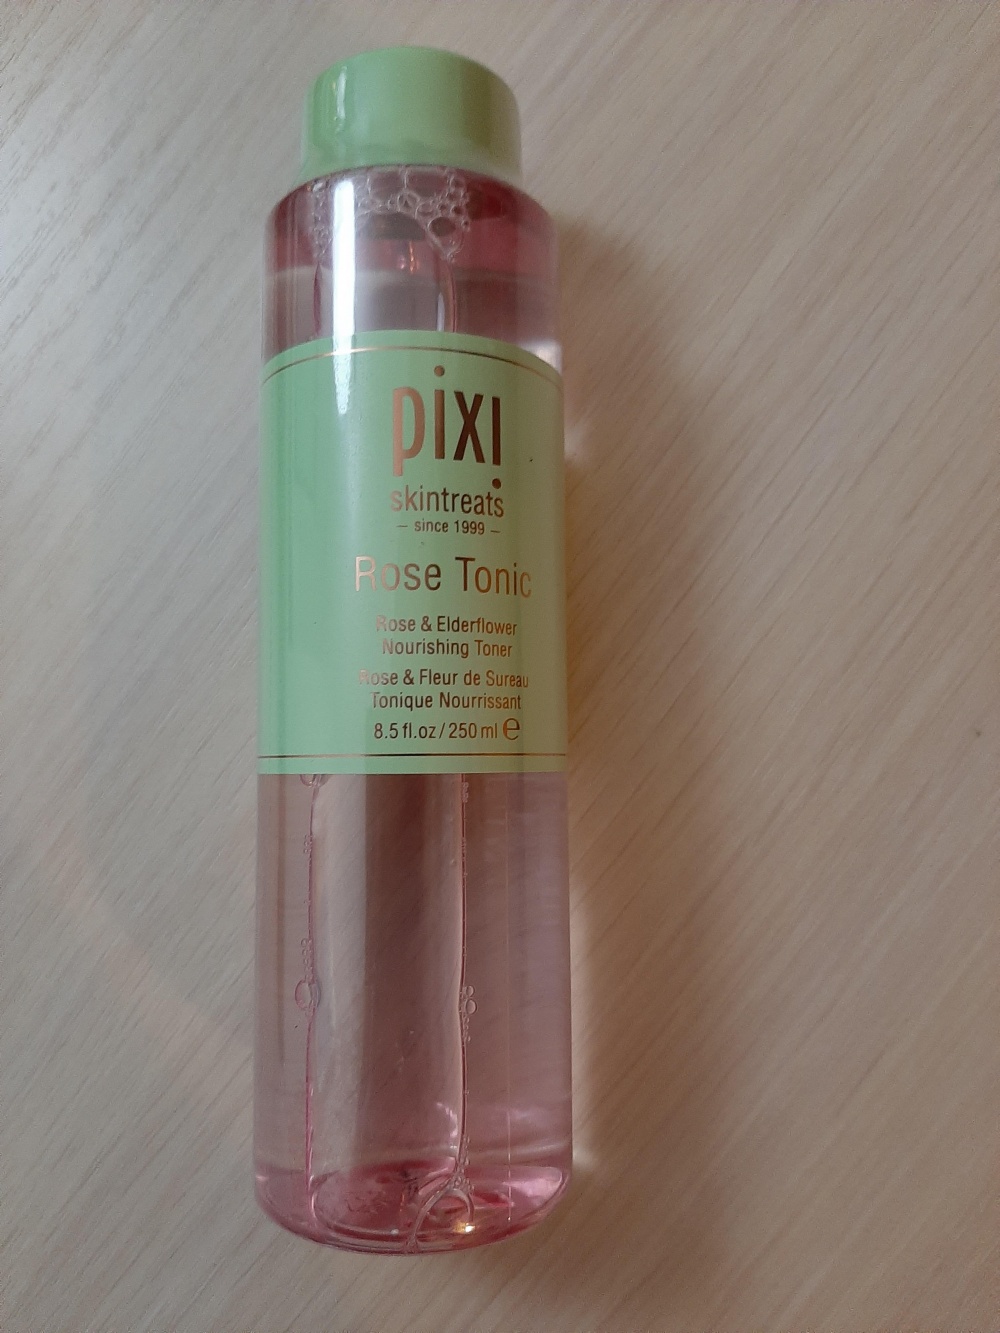 pixi
skintreats
– since 1999 –
Rose Tonic
Rose & Elderflower
Nourishing Toner
Rose & Fleur de Sureau
Tonique Nourrissant
8.5 fl.oz / 250 ml ℮